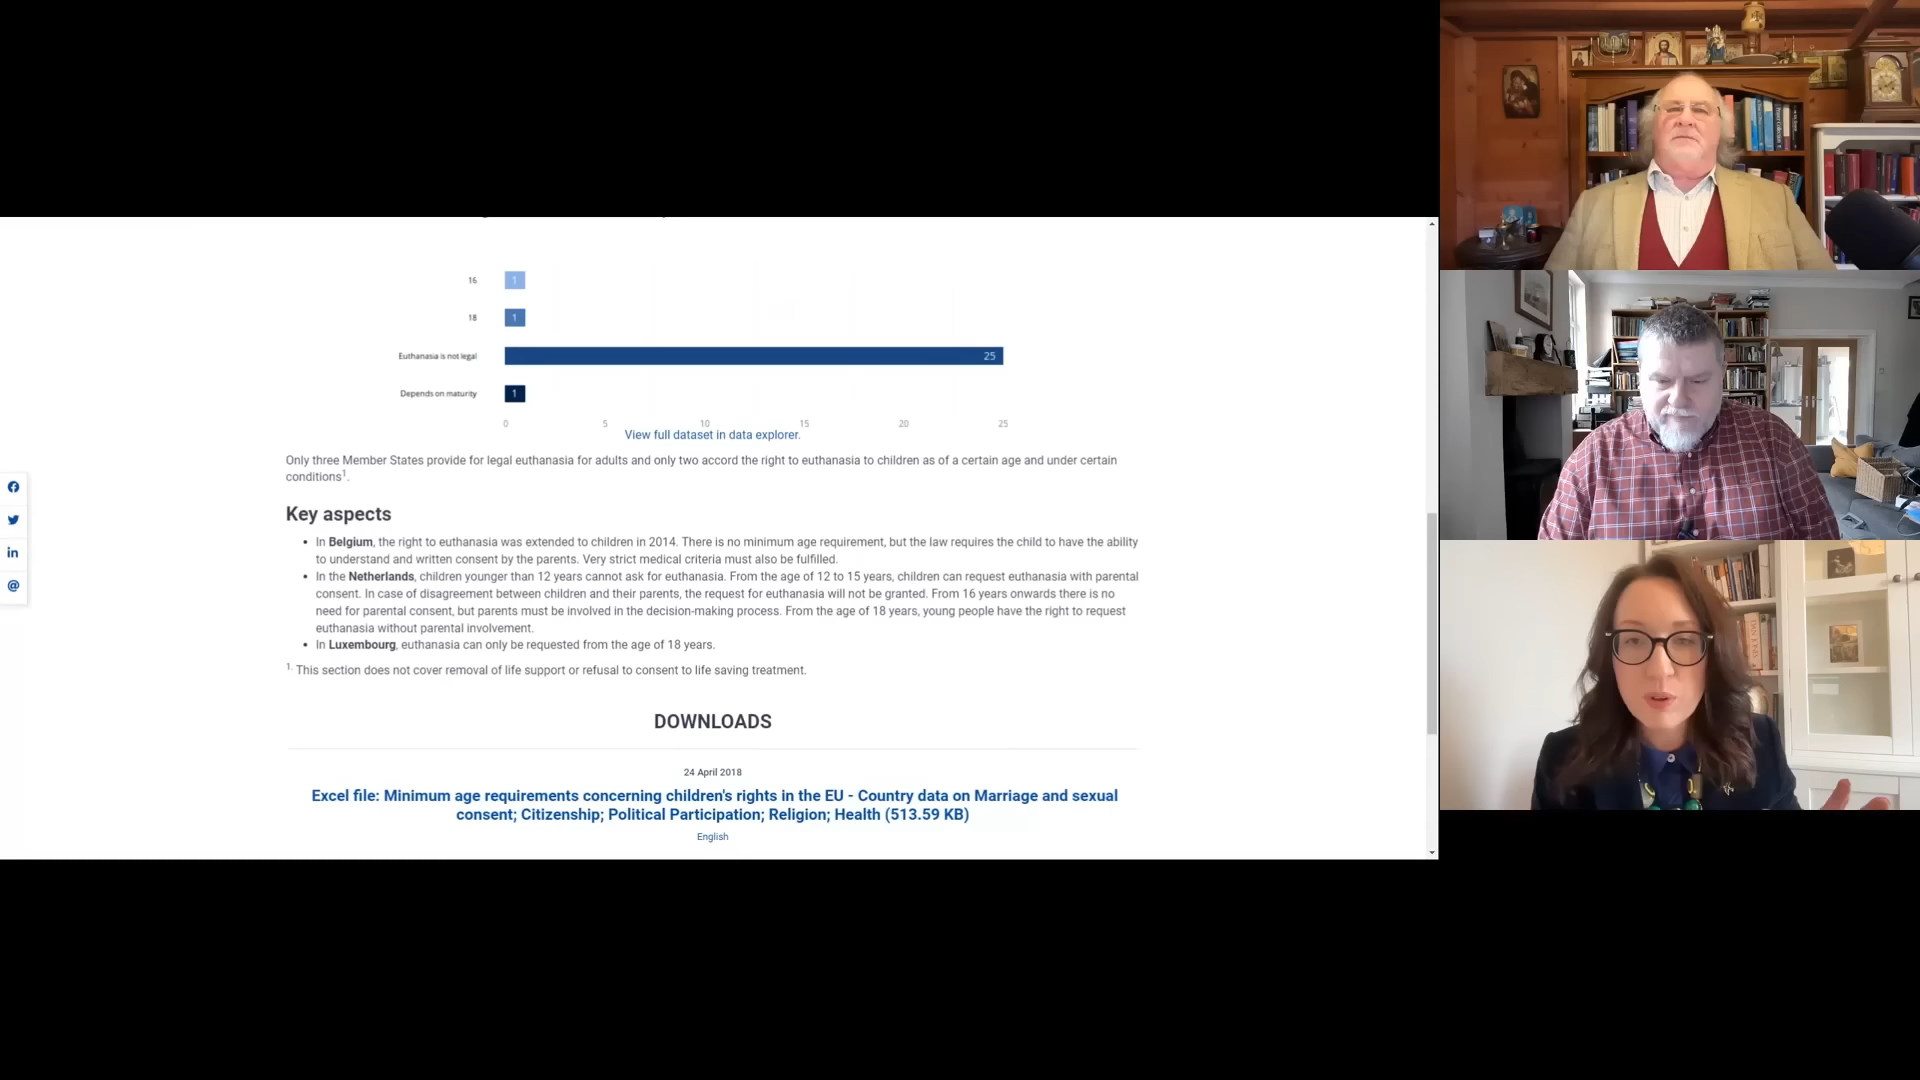 16
1
18
1
Euthanasia is not legal
25
Depends on maturity
1
0 5 10 15 20 25
View full dataset in data explorer.
Only three Member States provide for legal euthanasia for adults and only two accord the right to euthanasia to children as of a certain age and under certain
conditions1.
Key aspects
• In Belgium, the right to euthanasia was extended to children in 2014. There is no minimum age requirement, but the law requires the child to have the ability
to understand and written consent by the parents. Very strict medical criteria must also be fulfilled.
• In the Netherlands, children younger than 12 years cannot ask for euthanasia. From the age of 12 to 15 years, children can request euthanasia with parental
consent. In case of disagreement between children and their parents, the request for euthanasia will not be granted. From 16 years onwards there is no
need for parental consent, but parents must be involved in the decision-making process. From the age of 18 years, young people have the right to request
euthanasia without parental involvement.
• In Luxembourg, euthanasia can only be requested from the age of 18 years.
1. This section does not cover removal of life support or refusal to consent to life saving treatment.
DOWNLOADS
24 April 2018
Excel file: Minimum age requirements concerning children's rights in the EU - Country data on Marriage and sexual
consent; Citizenship; Political Participation; Religion; Health (513.59 KB)
English